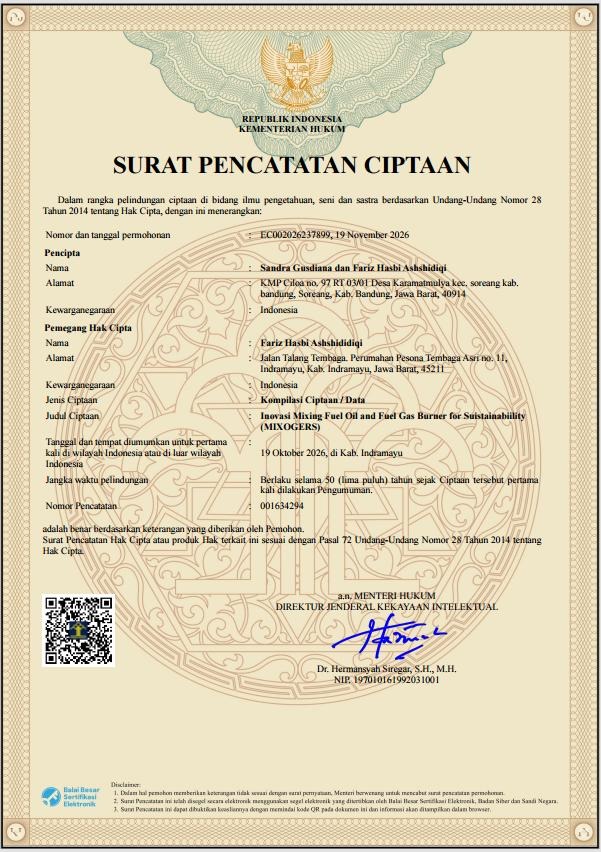 REPUBLIK INDONESIA
KEMENTERIAN HUKUM
SURAT PENCATATAN CIPTAAN
Dalam rangka pelindungan ciptaan di bidang ilmu pengetahuan, seni dan sastra berdasarkan Undang-Undang Nomor 28
Tahun 2014 tentang Hak Cipta, dengan ini menerangkan:
Nomor dan tanggal permohonan : EC002026237899, 19 November 2026
Pencipta
Nama : Sandra Gusdiana dan Fariz Hasbi Ashshidiqi
Alamat : KMP Ciloa no. 97 RT 03/01 Desa Karamatmulya kec. soreang kab.
bandung, Soreang, Kab. Bandung, Jawa Barat, 40914
Kewarganegaraan : Indonesia
Pemegang Hak Cipta
Nama : Fariz Hasbi Ashshididiqi
Alamat : Jalan Talang Tembaga. Perumahan Pesona Tembaga Asri no. 11,
Indramayu, Kab. Indramayu, Jawa Barat, 45211
Kewarganegaraan : Indonesia
Jenis Ciptaan : Kompilasi Ciptaan / Data
Judul Ciptaan : Inovasi Mixing Fuel Oil and Fuel Gas Burner for Suistainabiility
(MIXOGERS)
Tanggal dan tempat diumumkan untuk pertama :
kali di wilayah Indonesia atau di luar wilayah 19 Oktober 2026, di Kab. Indramayu
Indonesia
Jangka waktu pelindungan : Berlaku selama 50 (lima puluh) tahun sejak Ciptaan tersebut pertama
kali dilakukan Pengumuman.
Nomor Pencatatan : 001634294
adalah benar berdasarkan keterangan yang diberikan oleh Pemohon.
Surat Pencatatan Hak Cipta atau produk Hak terkait ini sesuai dengan Pasal 72 Undang-Undang Nomor 28 Tahun 2014 tentang
Hak Cipta.
a.n. MENTERI HUKUM
DIREKTUR JENDERAL KEKAYAAN INTELEKTUAL
Dr. Hermansyah Siregar, S.H., M.H.
NIP. 197010161992031001
Balai Besar
Sertifikasi
Elektronik
Disclaimer:
1. Dalam hal pemohon memberikan keterangan tidak sesuai dengan surat pernyataan, Menteri berwenang untuk mencabut surat pencatatan permohonan.
2. Surat Pencatatan ini telah disegel secara elektronik menggunakan segel elektronik yang ditertibkan oleh Balai Besar Sertifikasi Elektronik, Badan Siber dan Sandi Negara.
3. Surat Pencatatan ini dapat dibuktikan keasliannya dengan memindai kode QR pada dokumen ini dan informasi akan ditampilkan dalam browser.